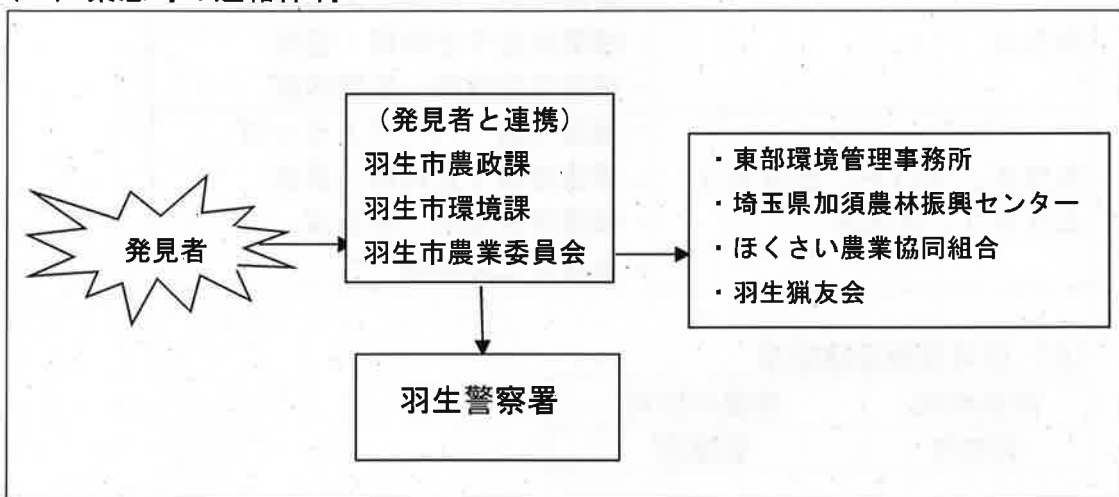 発見者
(発見者と連携)
羽生市農政課
羽生市環境課
羽生市農業委員会
・東部環境管理事務所
・埼玉県加須農林振興センター
・ほくさい農業協同組合
・羽生猟友会
羽生警察署